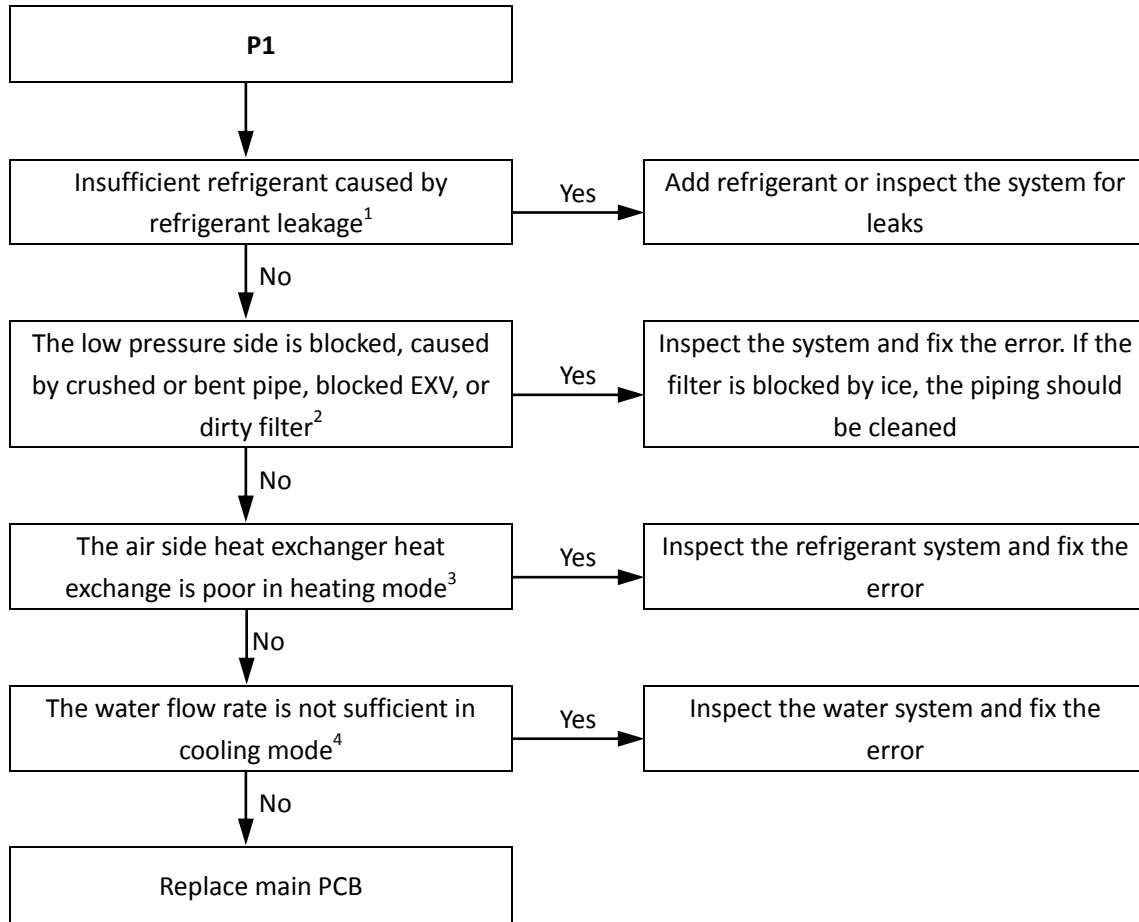 P1
Insufficient refrigerant caused by
refrigerant leakage¹
Yes
Add refrigerant or inspect the system for
leaks
No
The low pressure side is blocked, caused
by crushed or bent pipe, blocked EXV, or
dirty filter²
Yes
Inspect the system and fix the error. If the
filter is blocked by ice, the piping should
be cleaned
No
The air side heat exchanger heat
exchange is poor in heating mode³
Yes
Inspect the refrigerant system and fix the
error
No
The water flow rate is not sufficient in
cooling mode⁴
Yes
Inspect the water system and fix the
error
No
Replace main PCB